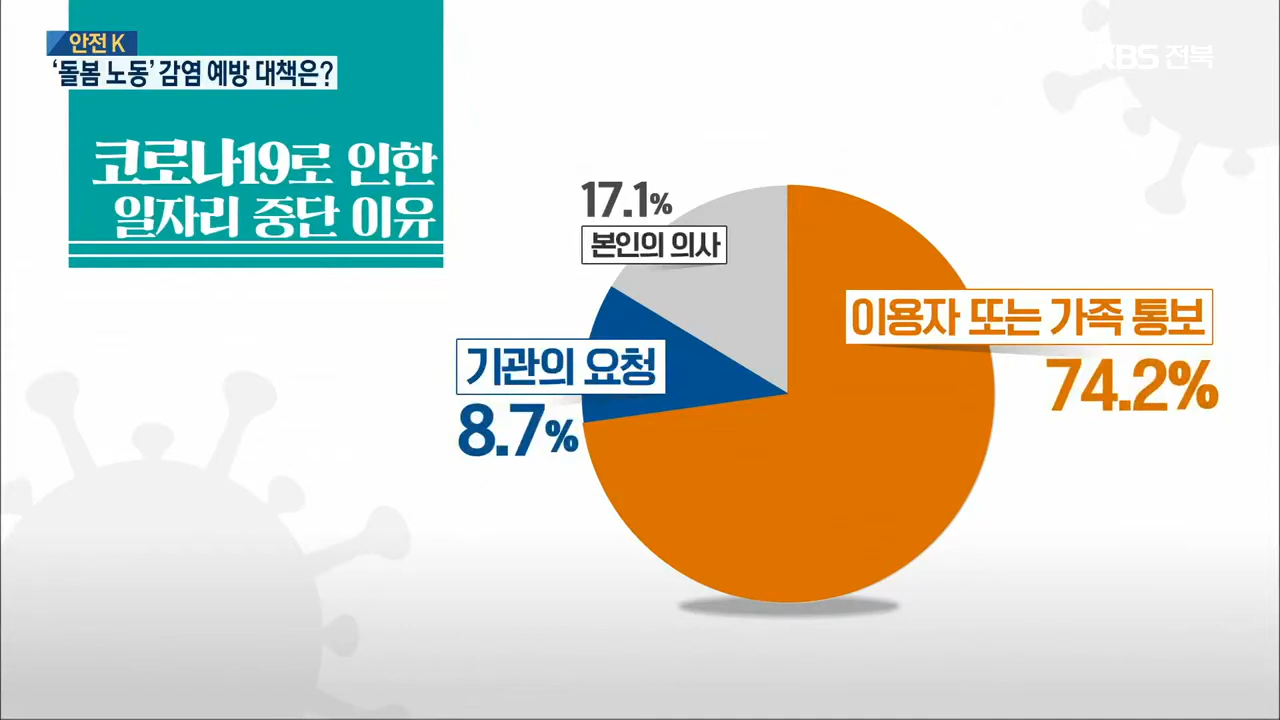 안전 K
‘돌봄 노동’ 감염 예방 대책은?
KBS 전북
코로나19로 인한
일자리 중단 이유
17.1%
본인의 의사
이용자 또는 가족 통보
74.2%
기관의 요청
8.7%